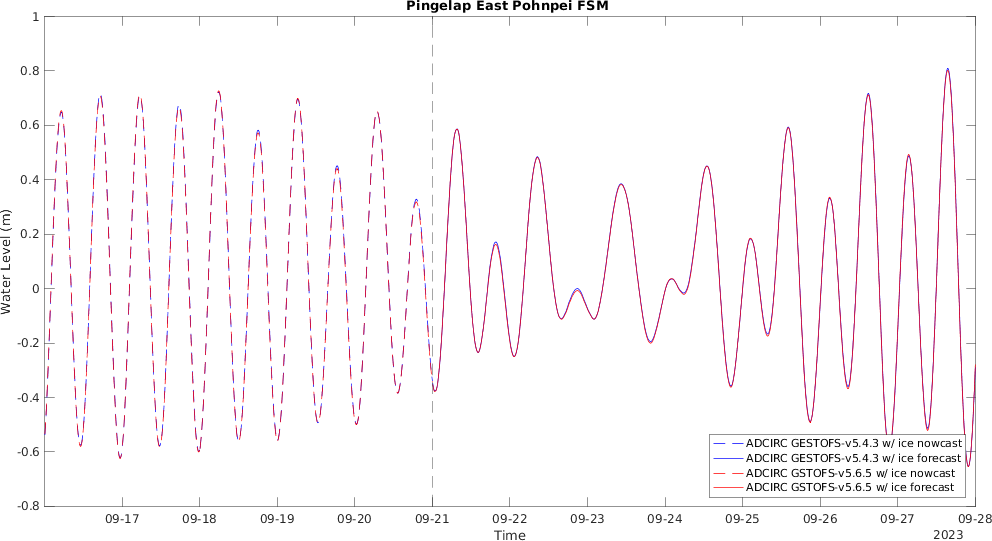 Pingelap East Pohnpei FSM
1
0.8
0.6
0.4
0.2
0
-0.2
-0.4
-0.6
-0.8
Water Level (m)
ADCIRC GESTOFS-v5.4.3 w/ ice nowcast
ADCIRC GESTOFS-v5.4.3 w/ ice forecast
ADCIRC GSTOFS-v5.6.5 w/ ice nowcast
ADCIRC GSTOFS-v5.6.5 w/ ice forecast
09-17 09-18 09-19 09-20 09-21 09-22 09-23 09-24 09-25 09-26 09-27 09-28
Time 2023